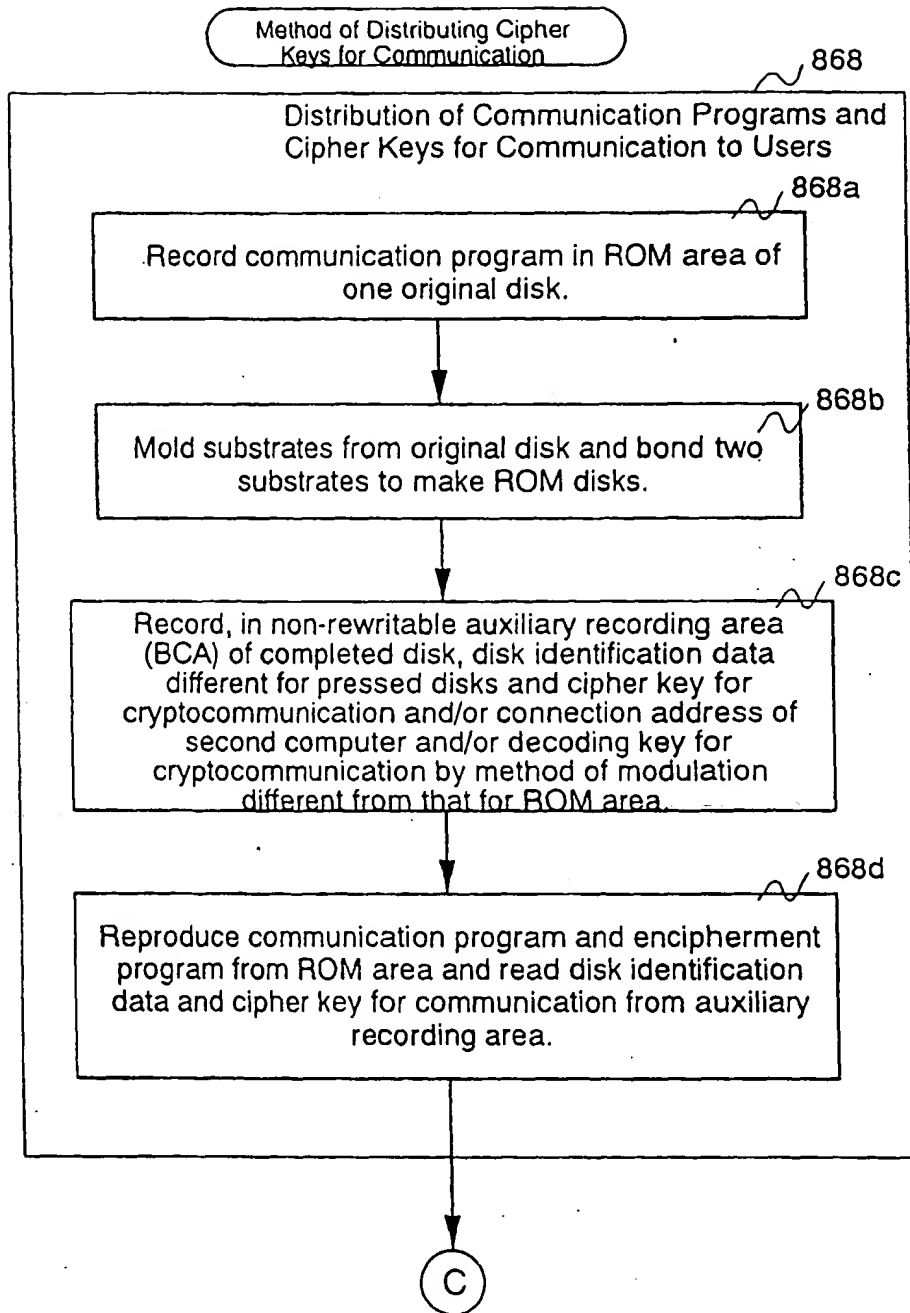 Method of Distributing Cipher
Keys for Communication
868
Distribution of Communication Programs and
Cipher Keys for Communication to Users
868a
Record communication program in ROM area of
one original disk.
868b
Mold substrates from original disk and bond two
substrates to make ROM disks.
868c
Record, in non-rewritable auxiliary recording area
(BCA) of completed disk, disk identification data
different for pressed disks and cipher key for
cryptocommunication and/or connection address of
second computer and/or decoding key for
cryptocommunication by method of modulation
different from that for ROM area.
868d
Reproduce communication program and encipherment
program from ROM area and read disk identification
data and cipher key for communication from auxiliary
recording area.
C